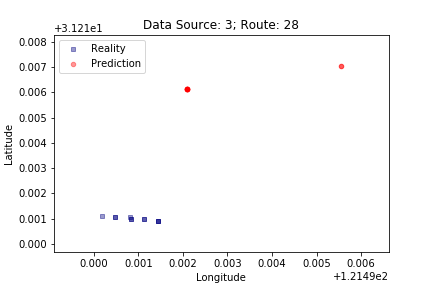 Data Source: 3; Route: 28
+3.121e1
Reality
Prediction
0.008
0.007
0.006
0.005
0.004
0.003
0.002
0.001
0.000
Latitude
0.000 0.001 0.002 0.003 0.004 0.005 0.006
+1.2149e2
Longitude